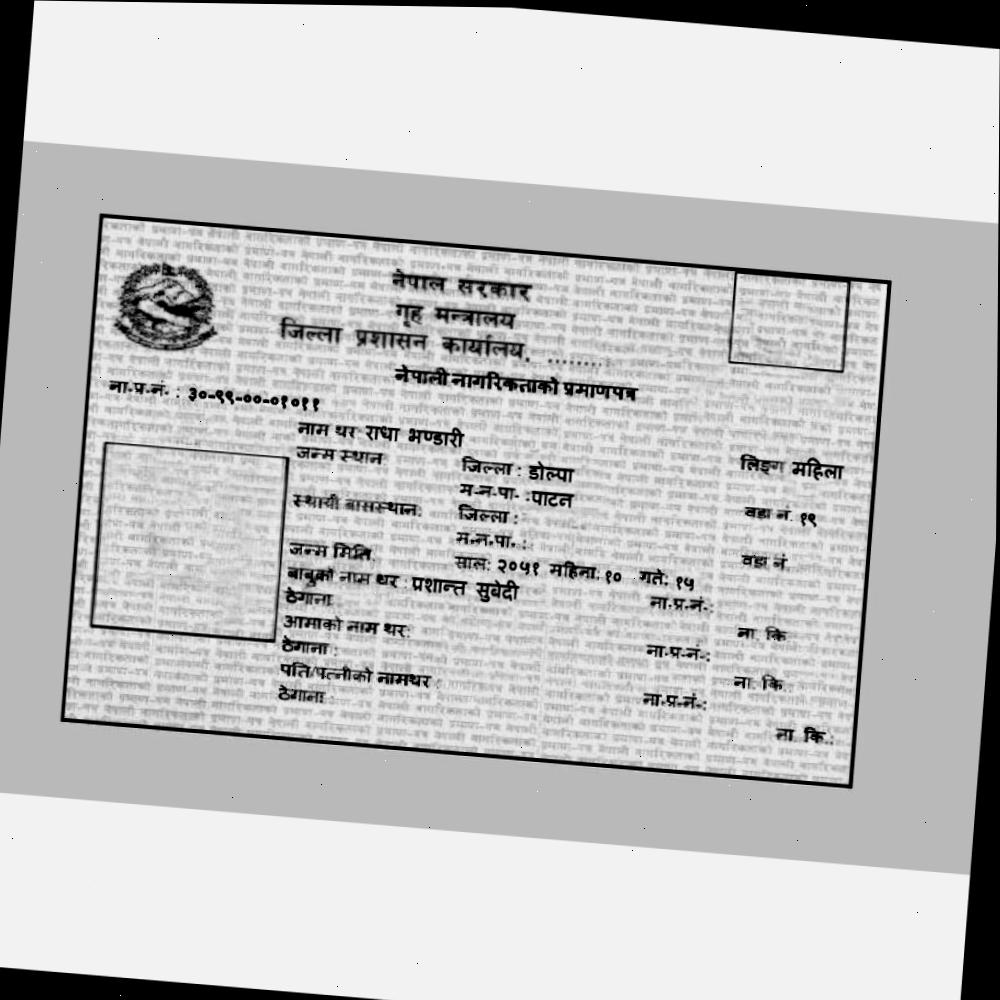 नेपाल सरकार
गृह मन्त्रालय
जिल्ला प्रशासन कार्यालय, .........
नेपाली नागरिकताको प्रमाणपत्र
ना.प्र.नं. : ३०-९९-००-०१०११
नाम थर राधा भण्डारी
जन्म स्थान जिल्ला : डोल्पा लिङ्ग महिला
म.न.पा. :पाटन वडा नं. १९
स्थायी बासस्थान: जिल्ला :
म.न.पा. : वडा नं.
जन्म मिति: साल: २०५१ महिना: १० गते: १५
बाबुको नाम थर : प्रशान्त सुबेदी ना.प्र.नं.:
ठेगाना ना. कि
आमाको नाम थर: ना.प्र.नं.:
ठेगाना : ना. कि.:
पति/पत्नीको नामथर : ना.प्र.नं.:
ठेगाना : ना. कि.: